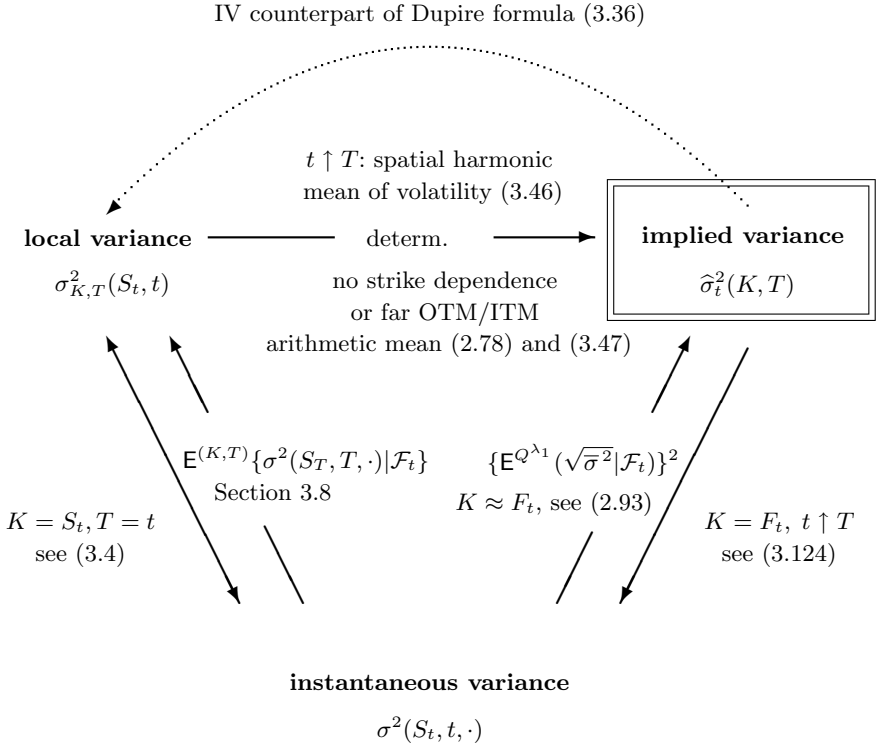 IV counterpart of Dupire formula (3.36)
t ↑ T: spatial harmonic
mean of volatility (3.46)
local variance
determ.
implied variance
σ²_{K,T}(S_t, t)
σ̂²_t(K, T)
no strike dependence
or far OTM/ITM
arithmetic mean (2.78) and (3.47)
E^{(K,T)}{σ²(S_T, T, ·)|F_t}
Section 3.8
{E^{Q^{λ_1}}(√σ̅²|F_t)}²
K ≈ F_t, see (2.93)
K = S_t, T = t
see (3.4)
K = F_t, t ↑ T
see (3.124)
instantaneous variance
σ²(S_t, t, ·)